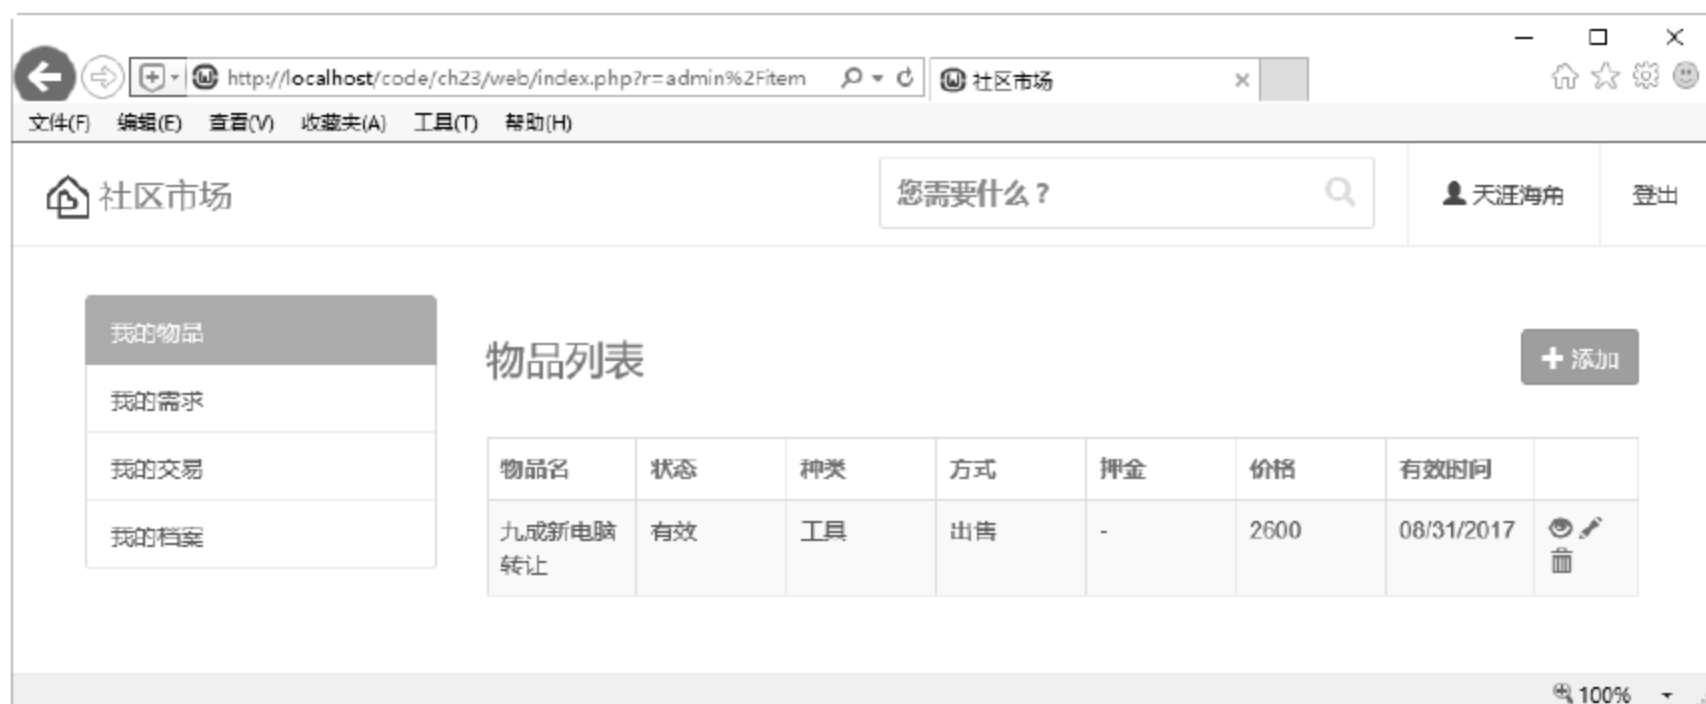 http://localhost/code/ch23/web/index.php?r=admin%2Fitem
社区市场
文件(F) 编辑(E) 查看(V) 收藏夹(A) 工具(T) 帮助(H)
社区市场
您需要什么？
天涯海角
登出
我的物品
我的需求
我的交易
我的档案
物品列表
添加
物品名 状态 种类 方式 押金 价格 有效时间
九成新电脑 有效 工具 出售 - 2600 08/31/2017
转让
100%